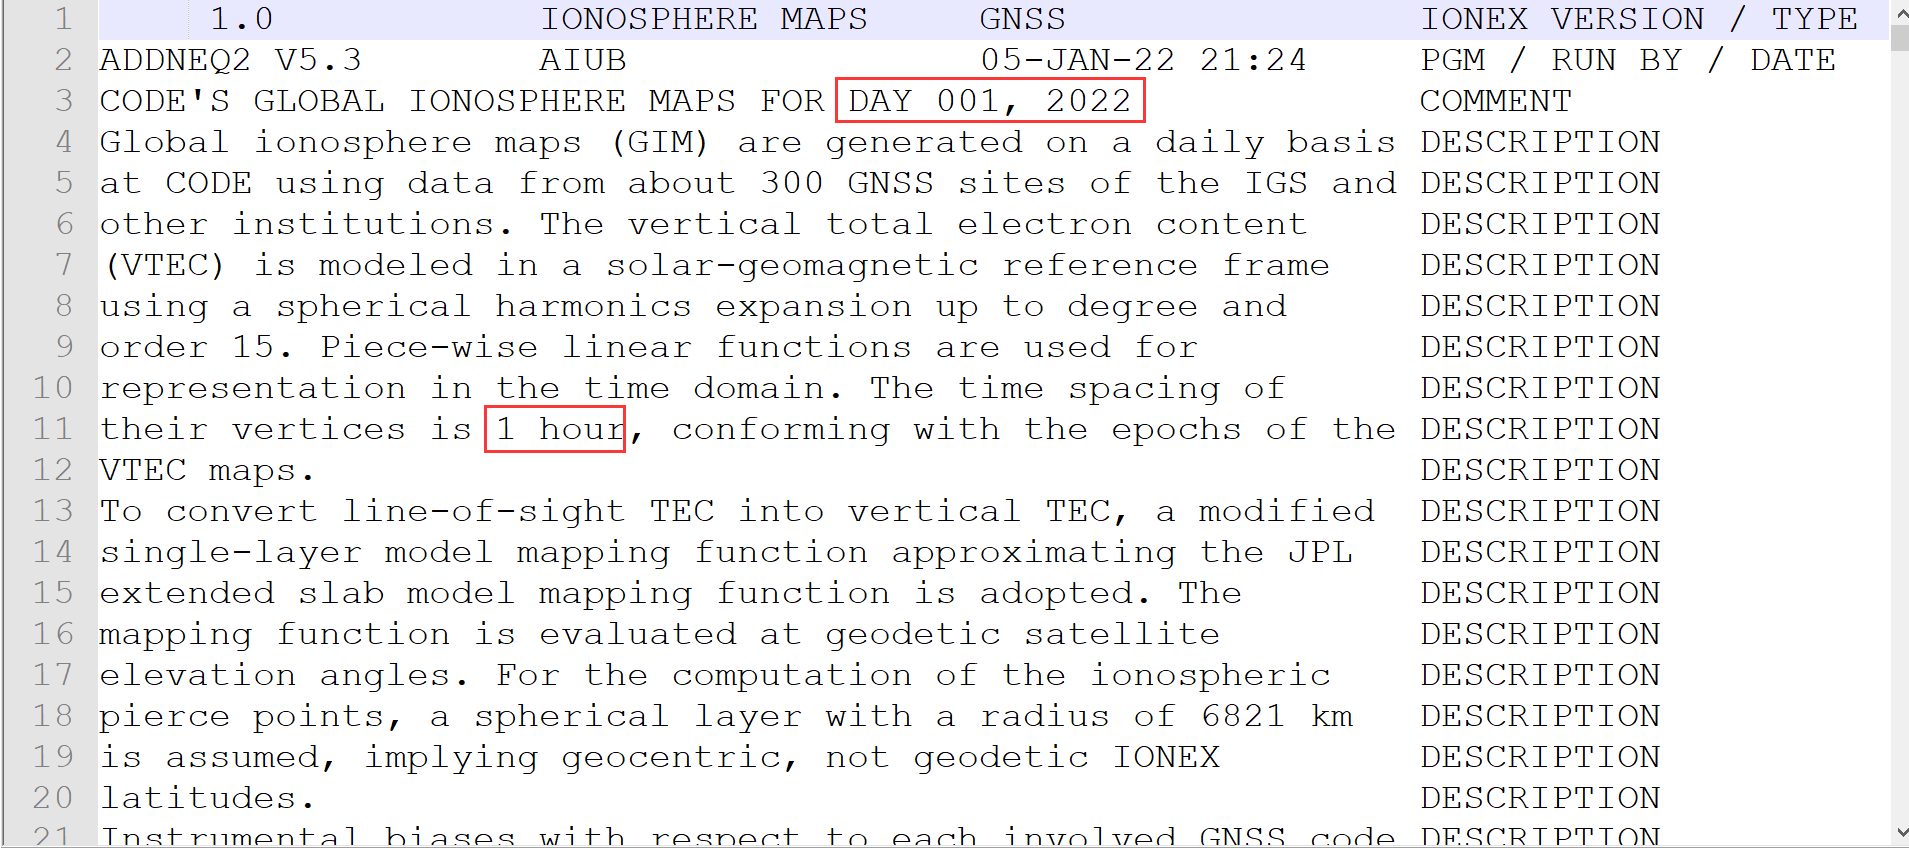 1 1.0 IONOSPHERE MAPS GNSS IONEX VERSION / TYPE
2 ADDNEQ2 V5.3 AIUB 05-JAN-22 21:24 PGM / RUN BY / DATE
3 CODE'S GLOBAL IONOSPHERE MAPS FOR DAY 001, 2022 COMMENT
4 Global ionosphere maps (GIM) are generated on a daily basis DESCRIPTION
5 at CODE using data from about 300 GNSS sites of the IGS and DESCRIPTION
6 other institutions. The vertical total electron content DESCRIPTION
7 (VTEC) is modeled in a solar-geomagnetic reference frame DESCRIPTION
8 using a spherical harmonics expansion up to degree and DESCRIPTION
9 order 15. Piece-wise linear functions are used for DESCRIPTION
10 representation in the time domain. The time spacing of DESCRIPTION
11 their vertices is 1 hour, conforming with the epochs of the DESCRIPTION
12 VTEC maps. DESCRIPTION
13 To convert line-of-sight TEC into vertical TEC, a modified DESCRIPTION
14 single-layer model mapping function approximating the JPL DESCRIPTION
15 extended slab model mapping function is adopted. The DESCRIPTION
16 mapping function is evaluated at geodetic satellite DESCRIPTION
17 elevation angles. For the computation of the ionospheric DESCRIPTION
18 pierce points, a spherical layer with a radius of 6821 km DESCRIPTION
19 is assumed, implying geocentric, not geodetic IONEX DESCRIPTION
20 latitudes. DESCRIPTION
21 Instrumental biases with respect to each involved GNSS code DESCRIPTION